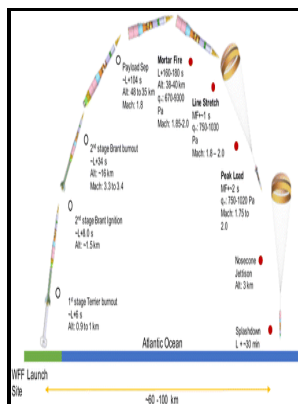 Payload Sep
~L+104 s
Alt: 48 to 35 km
Mach: 1.8
Mortar Fire
L+160-180 s
Alt: 38-40 km
q.: 670-9300
Pa
Mach: 1.85-2.0
Line Stretch
MF+~1 s
q.: 750-1000
Pa
Mach: 1.8 – 2.0
Peak Load
MF+~2 s
q.: 750-1020 Pa
Mach: 1.75 to
2.0
2nd stage Brant burnout
~L+34 s
Alt: ~16 km
Mach: 3.3 to 3.4
2nd stage Brant Ignition
~L+8.0 s
~1.5 km
1st stage Terrier burnout
~L+6 s
Alt: 0.9 to 1 km
Nosecone
Jettison
Alt: 3 km
Splashdown
L + ~30 min
Atlantic Ocean
WFF Launch
Site
~60 -100 km